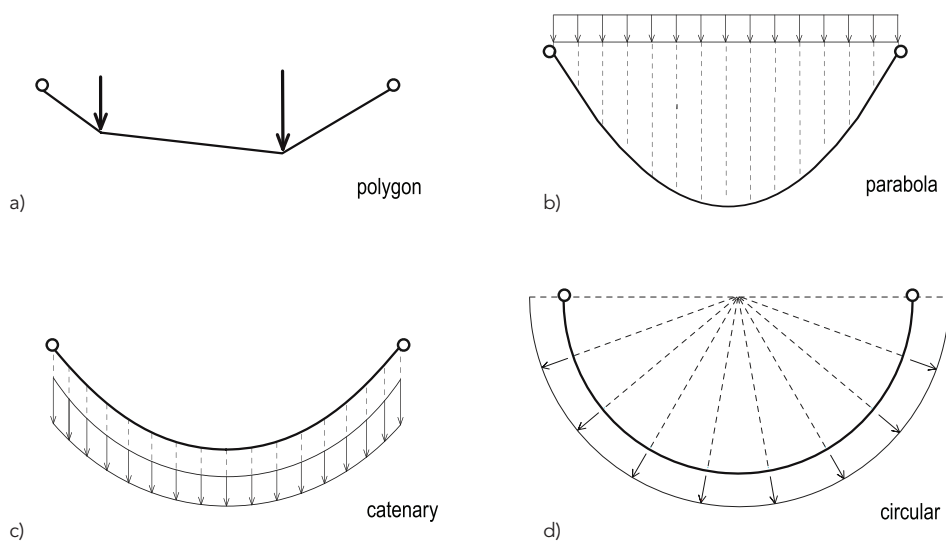 polygon
a)
parabola
b)
catenary
c)
circular
d)